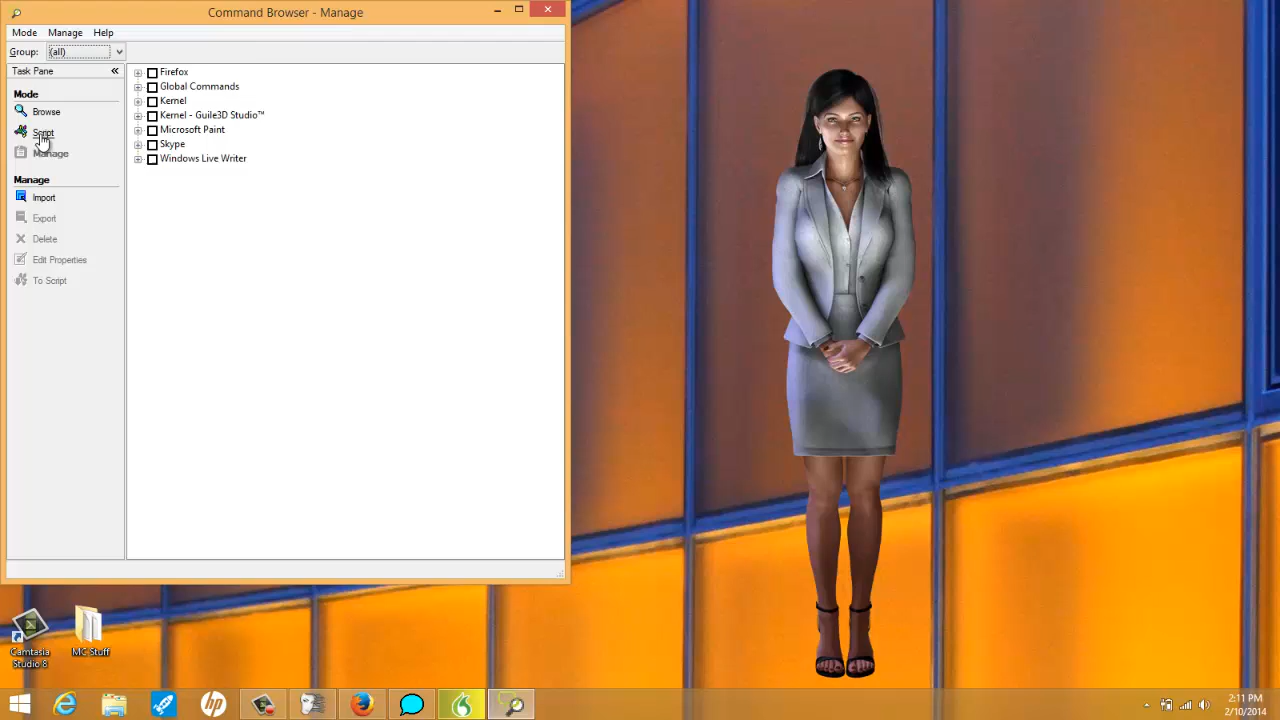 Command Browser - Manage
Mode Manage Help
Group: (all)
Task Pane
Mode
Browse
Script
Manage
Manage
Import
Export
Delete
Edit Properties
To Script
Firefox
Global Commands
Kernel
Kernel - Guile3D Studio™
Microsoft Paint
Skype
Windows Live Writer
Camtasia
Studio 8
MC Stuff
hp
2:11 PM
2/10/2014